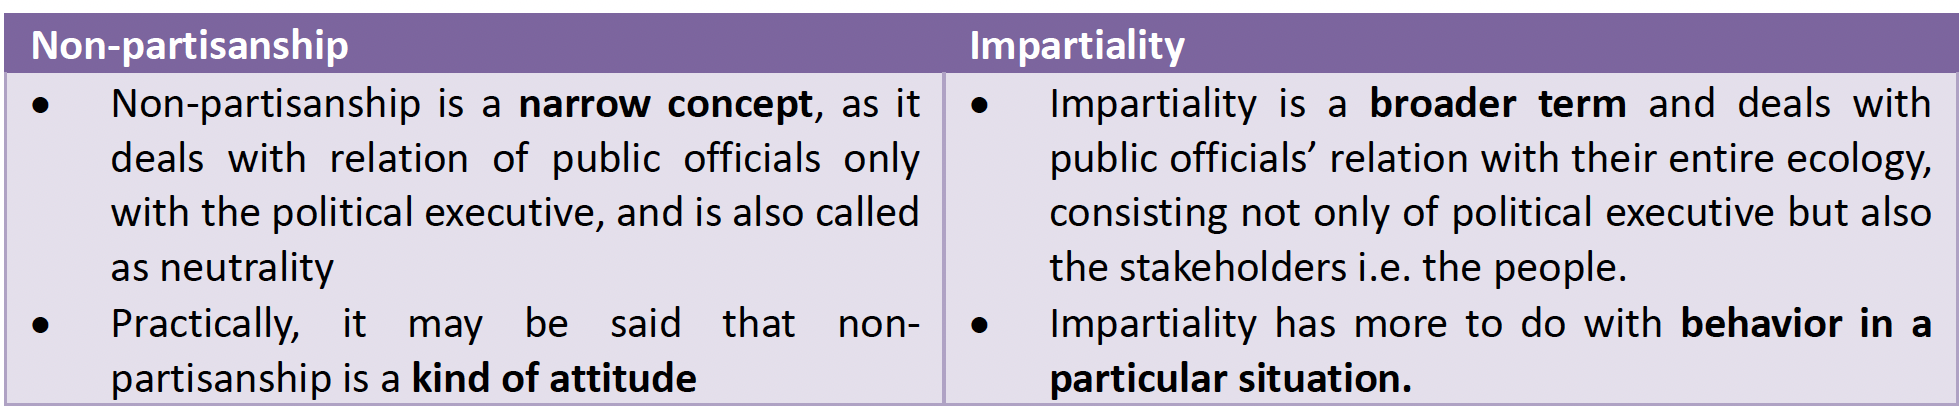 Non-partisanship
Impartiality
• Non-partisanship is a narrow concept, as it
deals with relation of public officials only
with the political executive, and is also called
as neutrality
• Practically, it may be said that non-
partisanship is a kind of attitude
• Impartiality is a broader term and deals with
public officials’ relation with their entire ecology,
consisting not only of political executive but also
the stakeholders i.e. the people.
• Impartiality has more to do with behavior in a
particular situation.